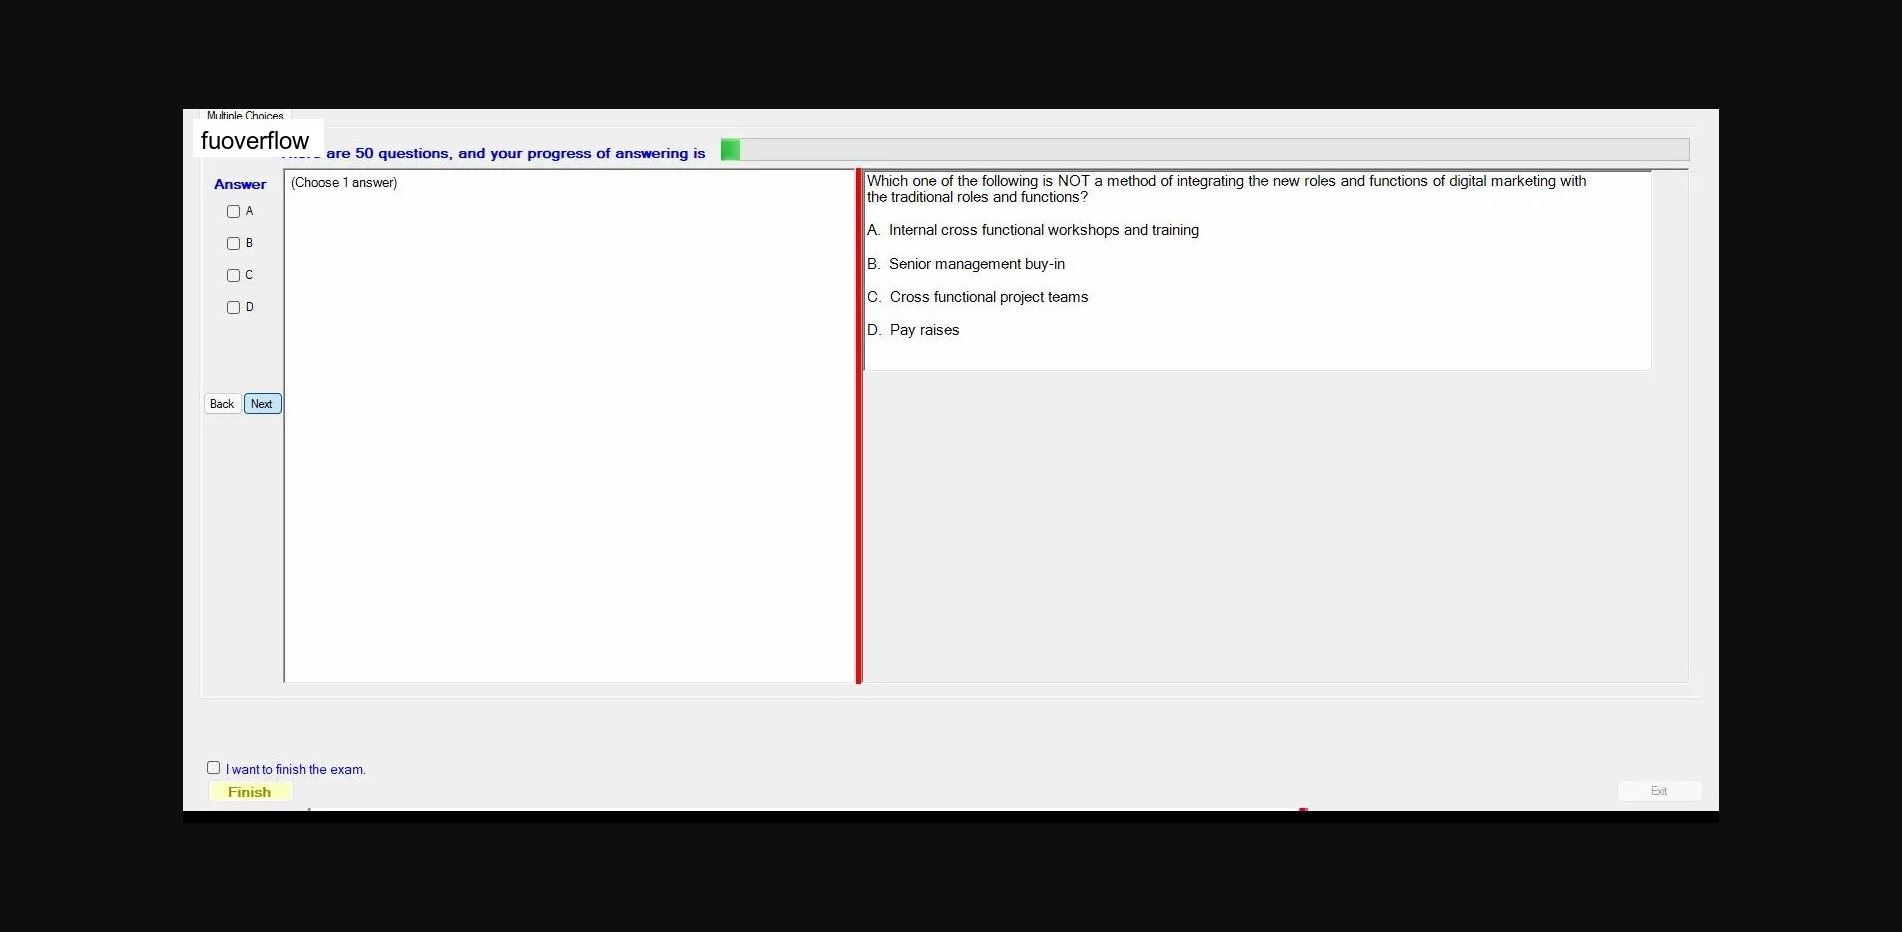 Multiple Choices
fuoverflow
are 50 questions, and your progress of answering is
Answer
(Choose 1 answer)
A
B
C
D
Back
Next
Which one of the following is NOT a method of integrating the new roles and functions of digital marketing with
the traditional roles and functions?
A. Internal cross functional workshops and training
B. Senior management buy-in
C. Cross functional project teams
D. Pay raises
I want to finish the exam.
Finish
Exit